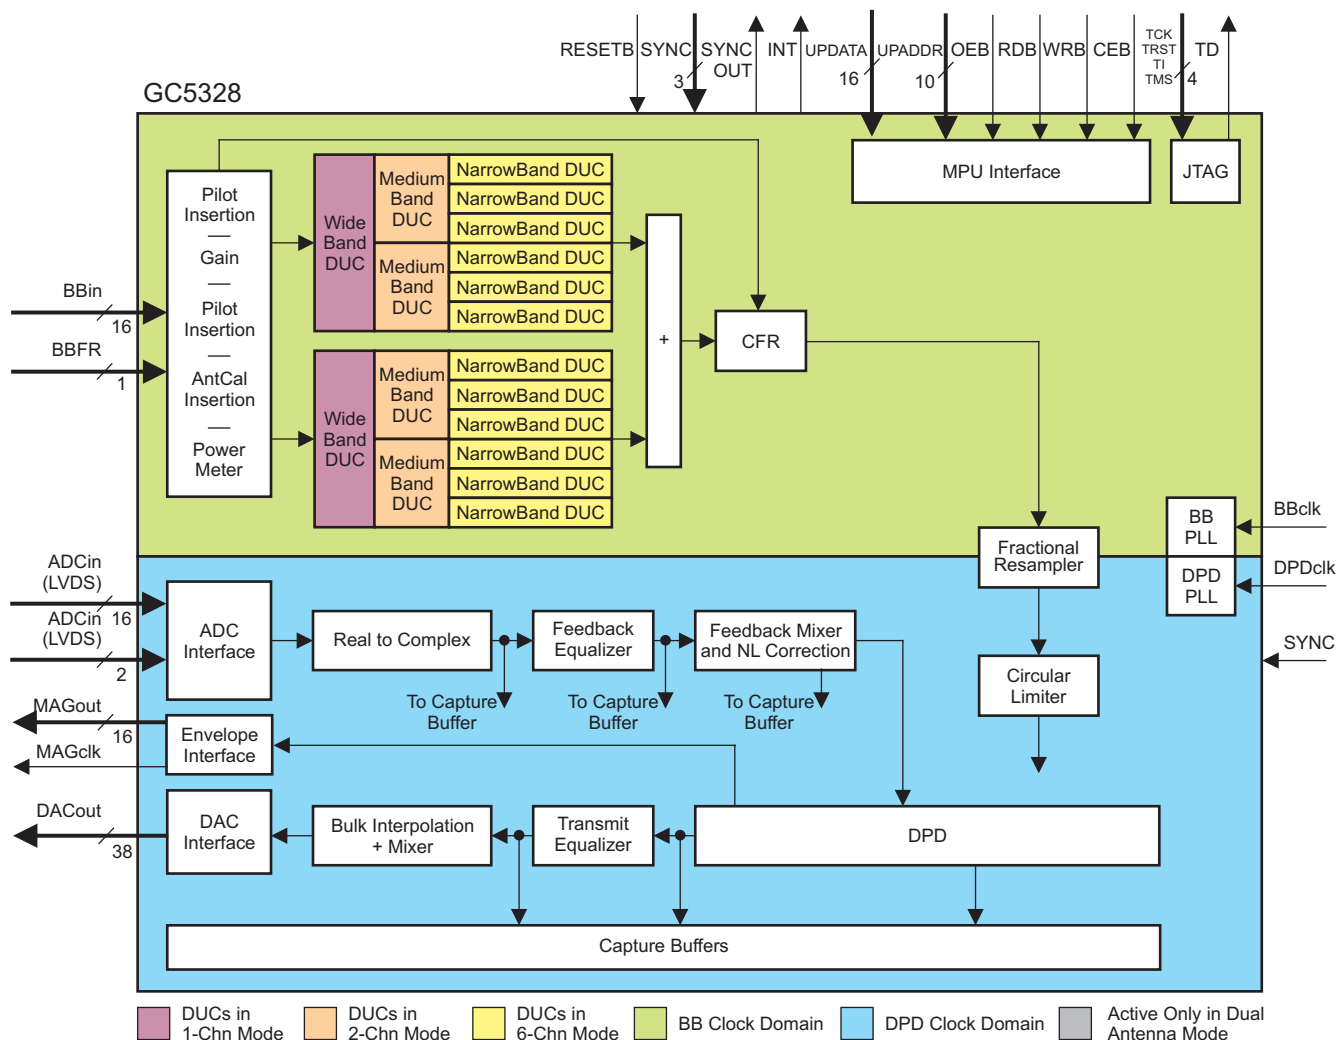 RESETB
SYNC
3
SYNC
OUT
INT
UPDATA
16
UPADDR
10
OEB
RDB
WRB
CEB
TCK
TRST
TI
TMS
4
TD
GC5328
MPU Interface
JTAG
Pilot
Insertion
—
Gain
—
Pilot
Insertion
—
AntCal
Insertion
—
Power
Meter
BBin
16
BBFR
1
Wide
Band
DUC
Medium
Band
DUC
Medium
Band
DUC
NarrowBand DUC
NarrowBand DUC
NarrowBand DUC
NarrowBand DUC
NarrowBand DUC
NarrowBand DUC
Wide
Band
DUC
Medium
Band
DUC
Medium
Band
DUC
NarrowBand DUC
NarrowBand DUC
NarrowBand DUC
NarrowBand DUC
NarrowBand DUC
NarrowBand DUC
+
CFR
Fractional
Resampler
BB
PLL
BBclk
DPD
PLL
DPDclk
SYNC
ADCin
(LVDS)
16
ADCin
(LVDS)
2
ADC
Interface
Real to Complex
Feedback
Equalizer
Feedback Mixer
and NL Correction
To Capture
Buffer
To Capture
Buffer
To Capture
Buffer
Circular
Limiter
MAGout
16
MAGclk
Envelope
Interface
DACout
38
DAC
Interface
Bulk Interpolation
+ Mixer
Transmit
Equalizer
DPD
Capture Buffers
DUCs in
1-Chn Mode
DUCs in
2-Chn Mode
DUCs in
6-Chn Mode
BB Clock Domain
DPD Clock Domain
Active Only in Dual
Antenna Mode